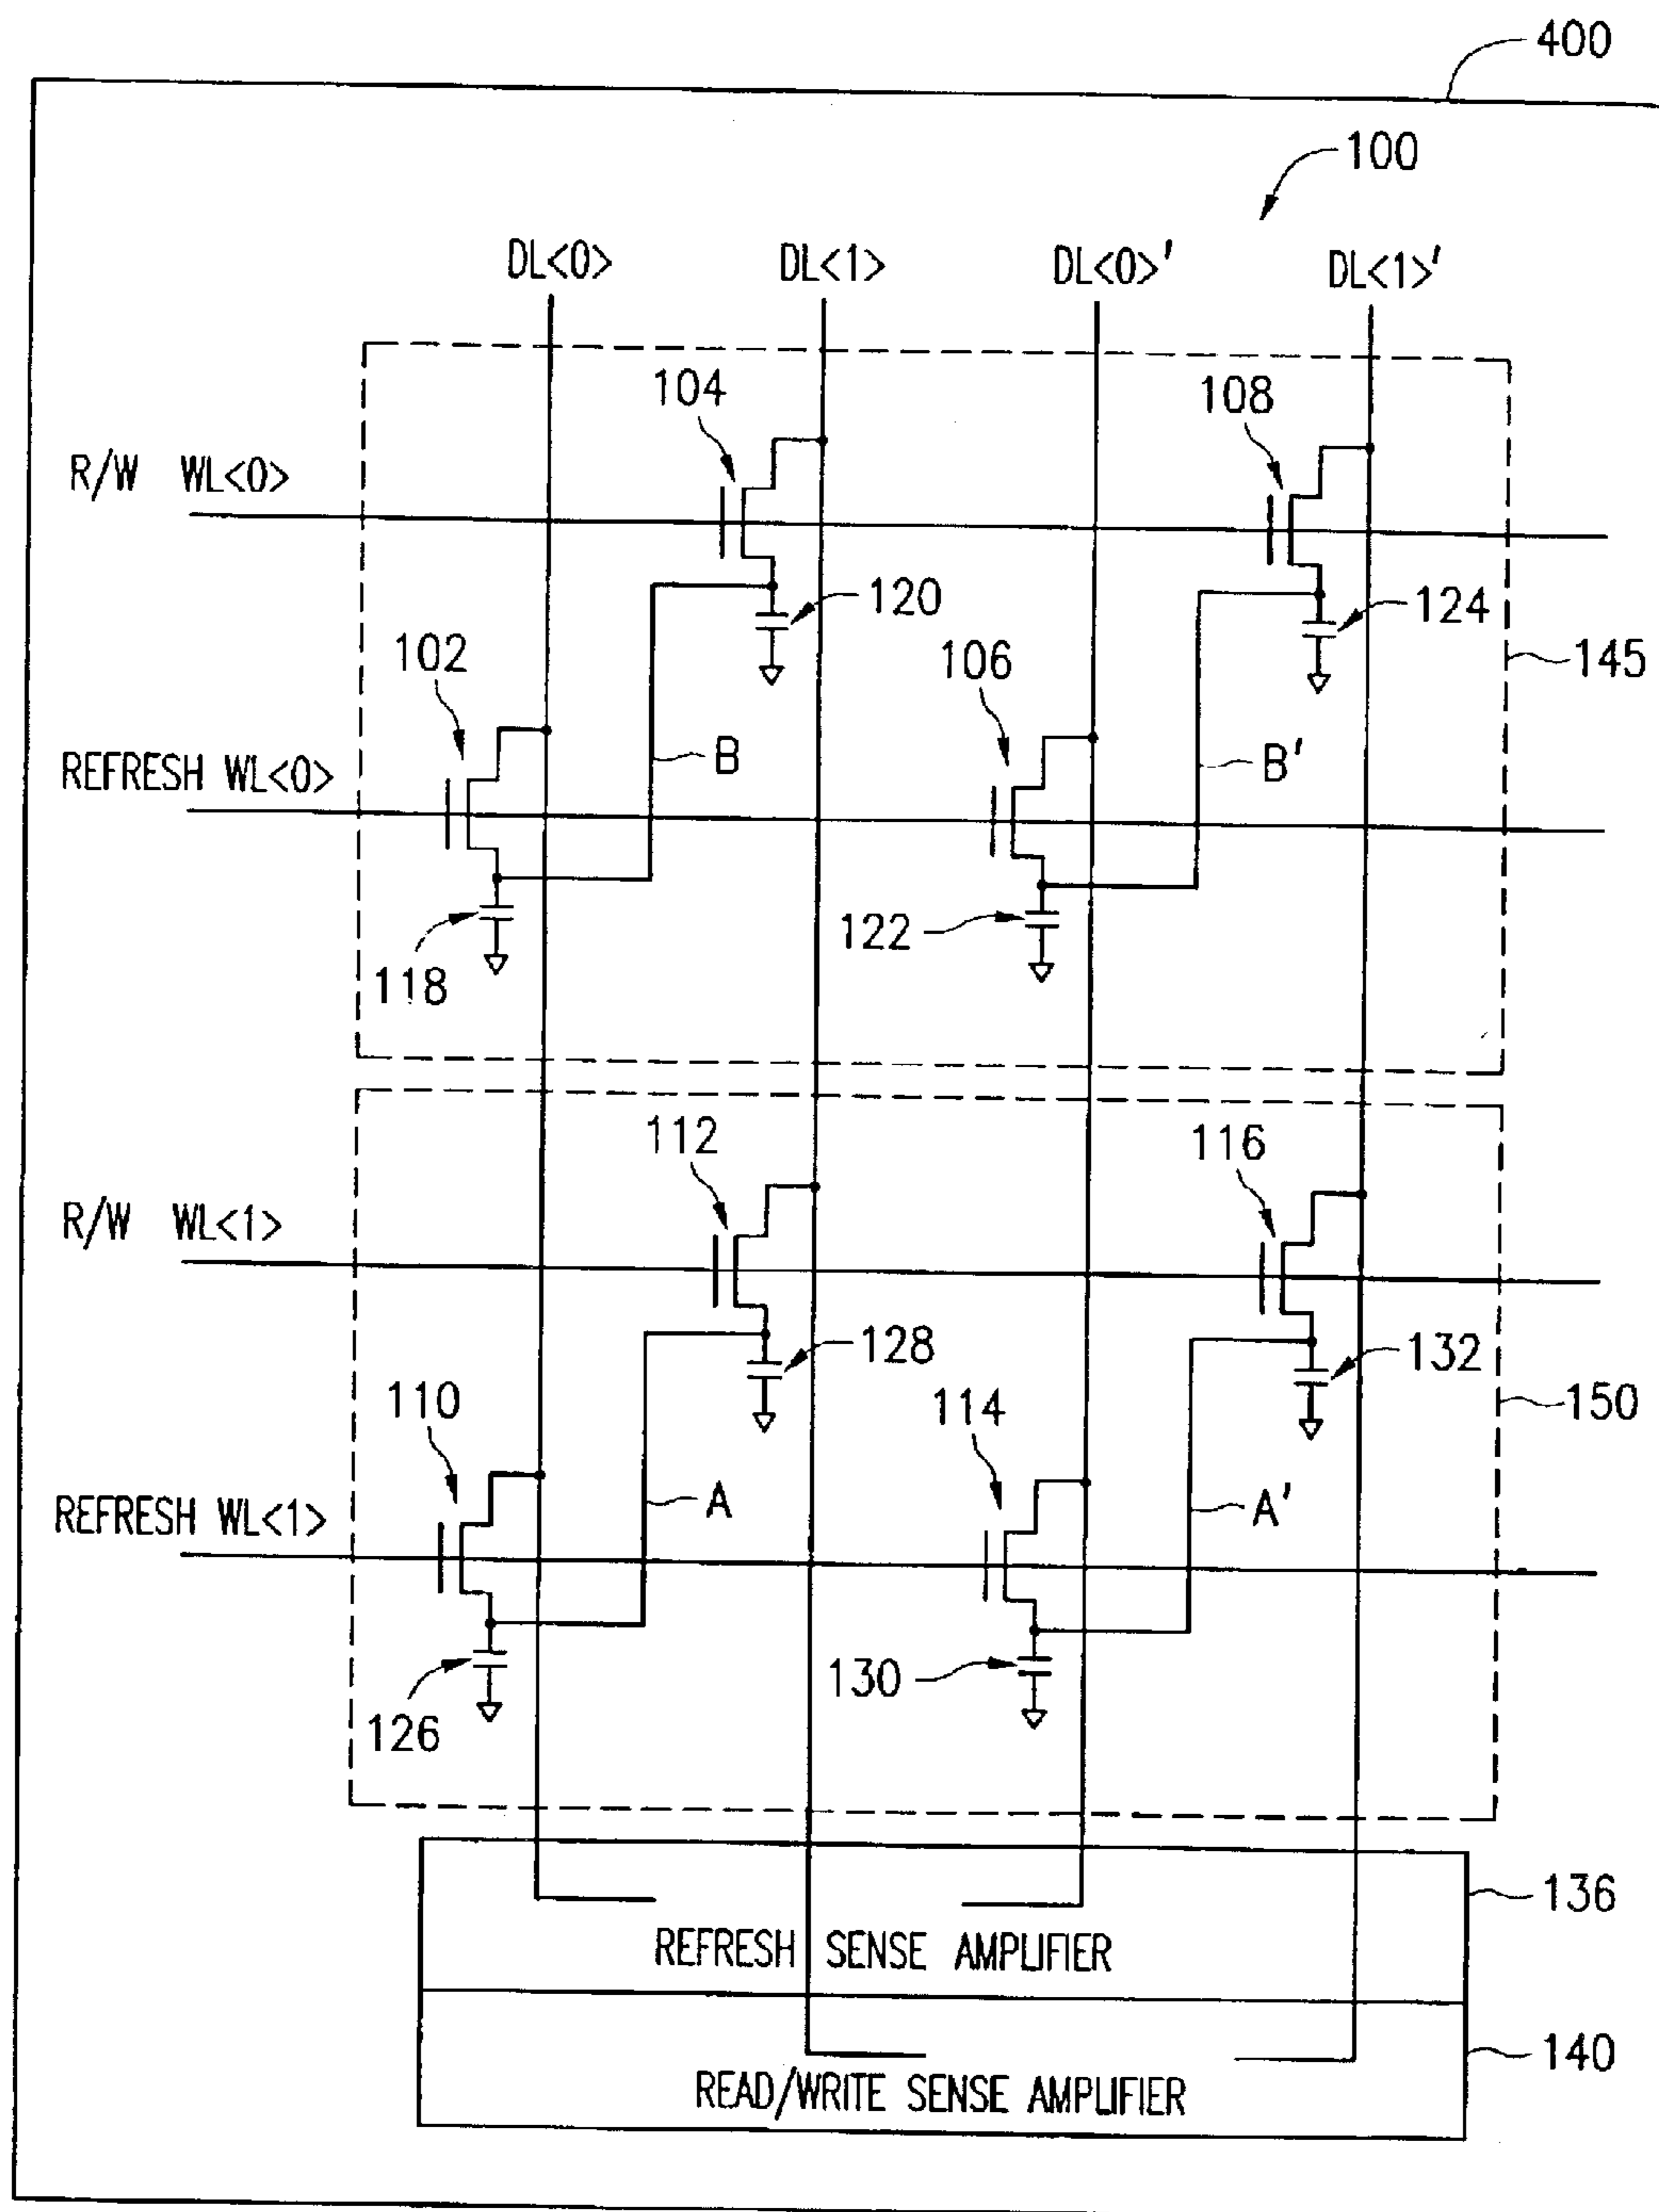 400
100
DL<0>
DL<1>
DL<0>'
DL<1>'
104
108
R/W WL<0>
120
124
102
106
145
B
B'
REFRESH WL<0>
118
122
112
116
R/W WL<1>
128
132
110
114
150
A
A'
REFRESH WL<1>
126
130
136
REFRESH SENSE AMPLIFIER
140
READ/WRITE SENSE AMPLIFIER